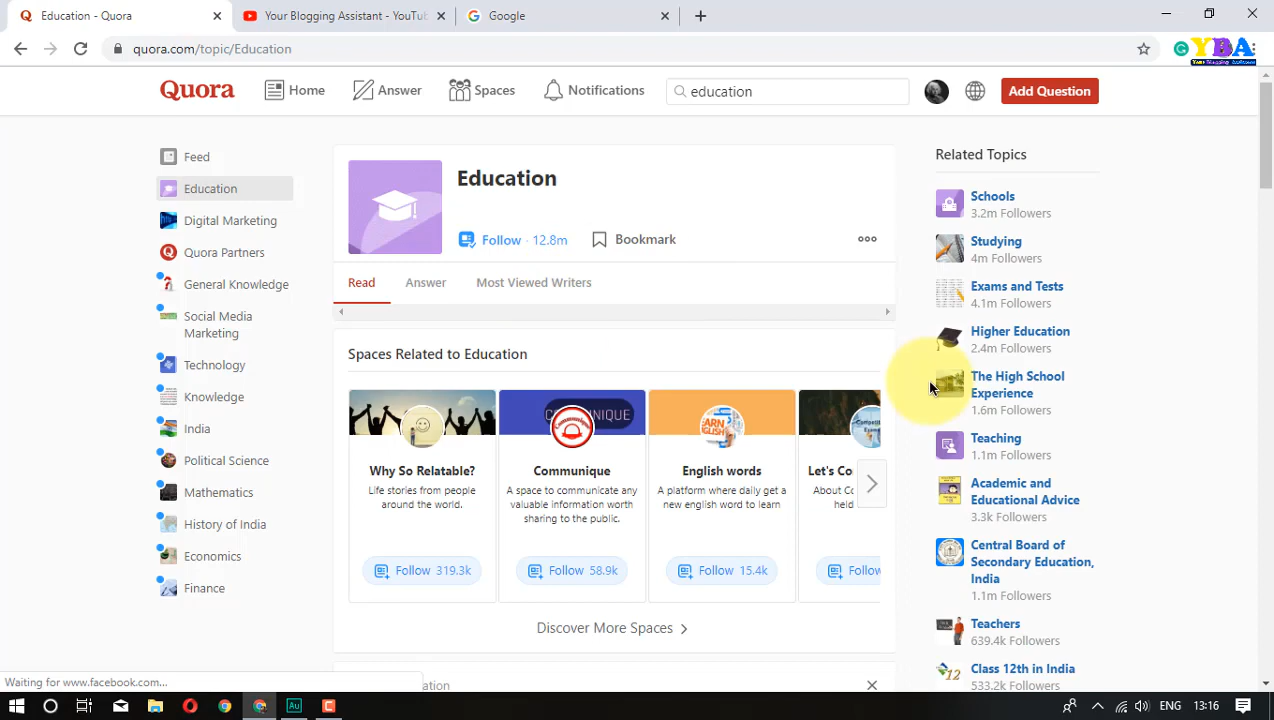 Education - Quora
Your Blogging Assistant - YouTube
Google
quora.com/topic/Education
YBA
Quora
Home
Answer
Spaces
Notifications
education
Add Question
Feed
Education
Digital Marketing
Quora Partners
General Knowledge
Social Media
Marketing
Technology
Knowledge
India
Political Science
Mathematics
History of India
Economics
Finance
Education
Follow · 12.8m
Bookmark
Read
Answer
Most Viewed Writers
Spaces Related to Education
Why So Relatable?
Life stories from people
around the world.
Follow 319.3k
COMMUNIQUE
Communique
A space to communicate any
valuable information worth
sharing to the public.
Follow 58.9k
English words
A platform where daily get a
new english word to learn
Follow 15.4k
Let's Co
About Co
held
Follow
Discover More Spaces
ation
Related Topics
Schools
3.2m Followers
Studying
4m Followers
Exams and Tests
4.1m Followers
Higher Education
2.4m Followers
The High School
Experience
1.6m Followers
Teaching
1.1m Followers
Academic and
Educational Advice
3.3k Followers
Central Board of
Secondary Education,
India
1.1m Followers
Teachers
639.4k Followers
Class 12th in India
533.2k Followers
Waiting for www.facebook.com...
ENG
13:16